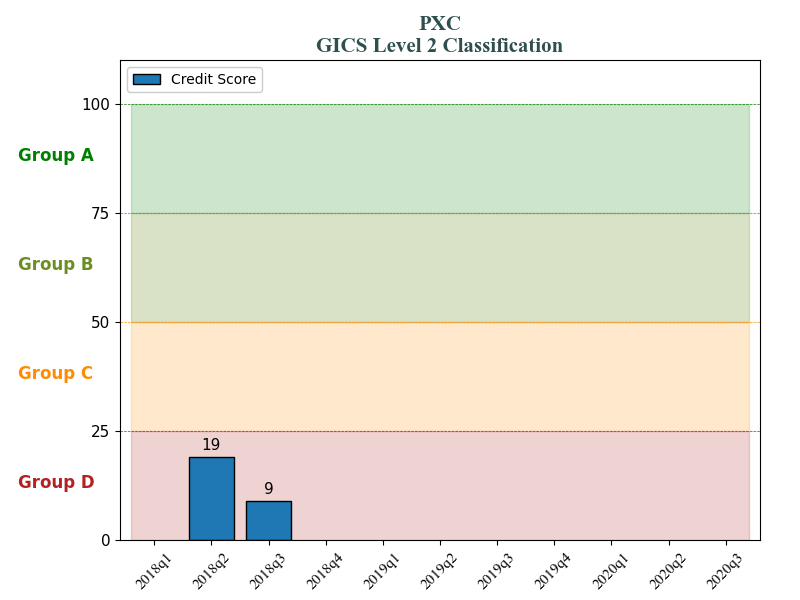 PXC
GICS Level 2 Classification
Credit Score
100
Group A
75
Group B
50
Group C
25
Group D
0
19
9
2018q1
2018q2
2018q3
2018q4
2019q1
2019q2
2019q3
2019q4
2020q1
2020q2
2020q3